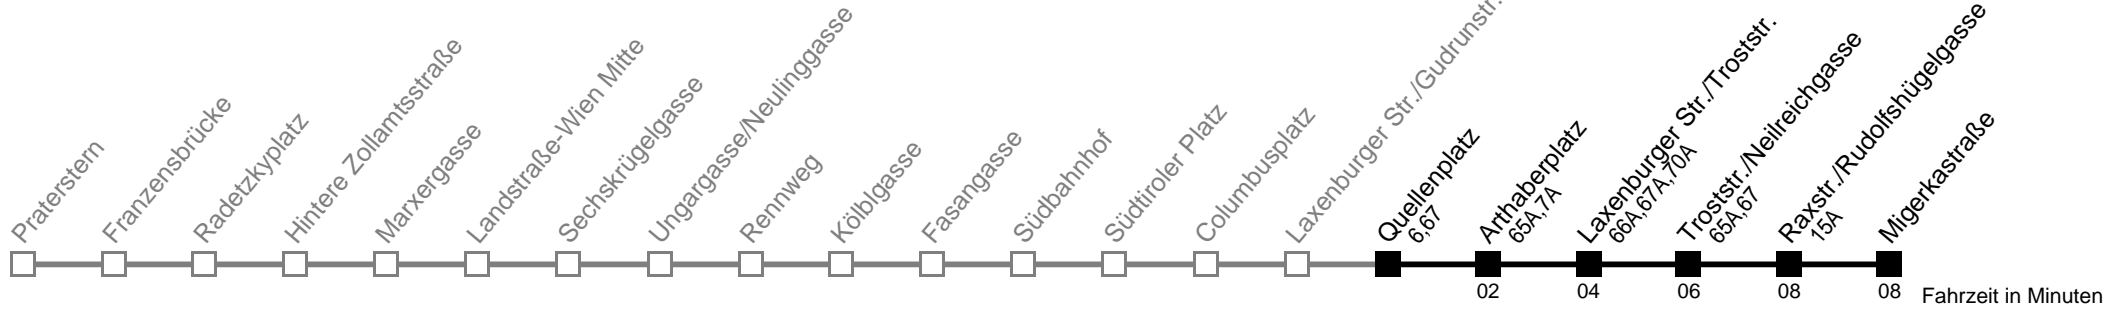 Praterstern
Franzensbrücke
Radetzkyplatz
Hintere Zollamtsstraße
Marxergasse
Landstraße-Wien Mitte
Sechskrügelgasse
Ungargasse/Neulinggasse
Rennweg
Kölblgasse
Fasangasse
Südbahnhof
Südtiroler Platz
Columbusplatz
Laxenburger Str./Gudrunstr.
Quellenplatz
6,67
Arthaberplatz
65A,7A
Laxenburger Str./Troststr.
66A,67A,70A
Troststr./Neilreichgasse
65A,67
Raxstr./Rudolfshügelgasse
15A
Migerkastraße
02 04 06 08 08 Fahrzeit in Minuten